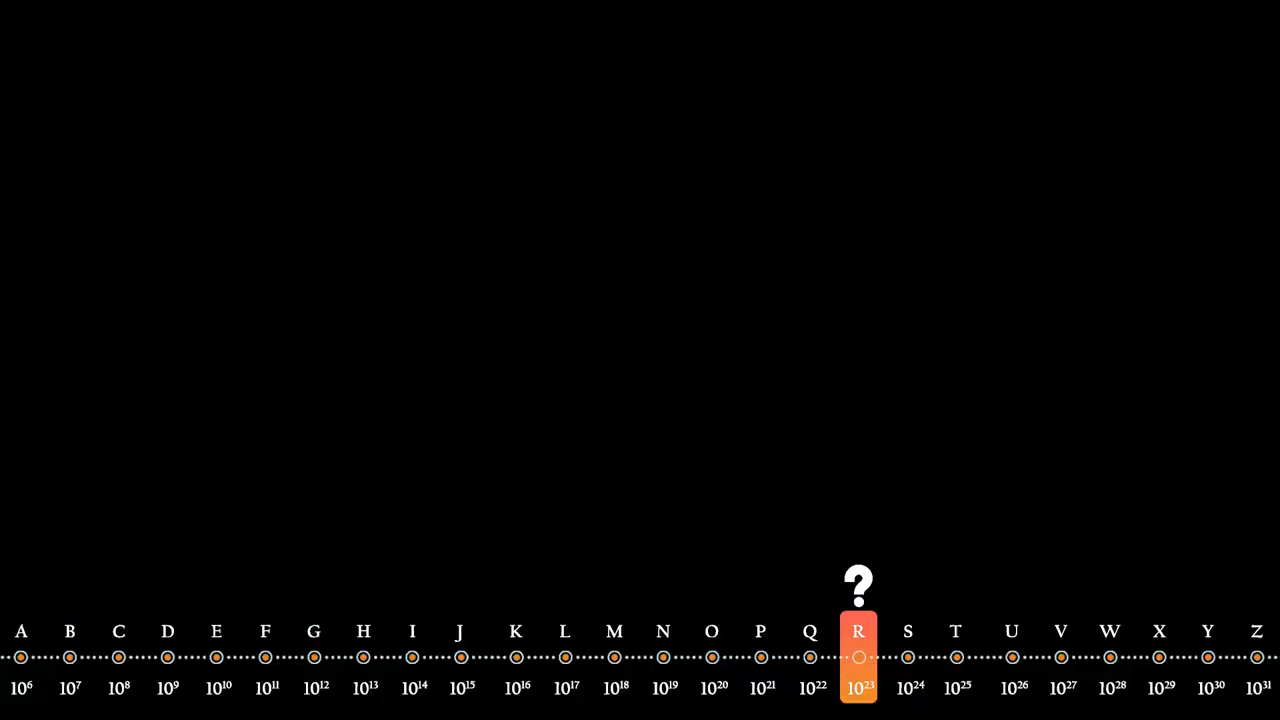 ?
A B C D E F G H I J K L M N O P Q R S T U V W X Y Z
10⁶ 10⁷ 10⁸ 10⁹ 10¹⁰ 10¹¹ 10¹² 10¹³ 10¹⁴ 10¹⁵ 10¹⁶ 10¹⁷ 10¹⁸ 10¹⁹ 10²⁰ 10²¹ 10²² 10²³ 10²⁴ 10²⁵ 10²⁶ 10²⁷ 10²⁸ 10²⁹ 10³⁰ 10³¹